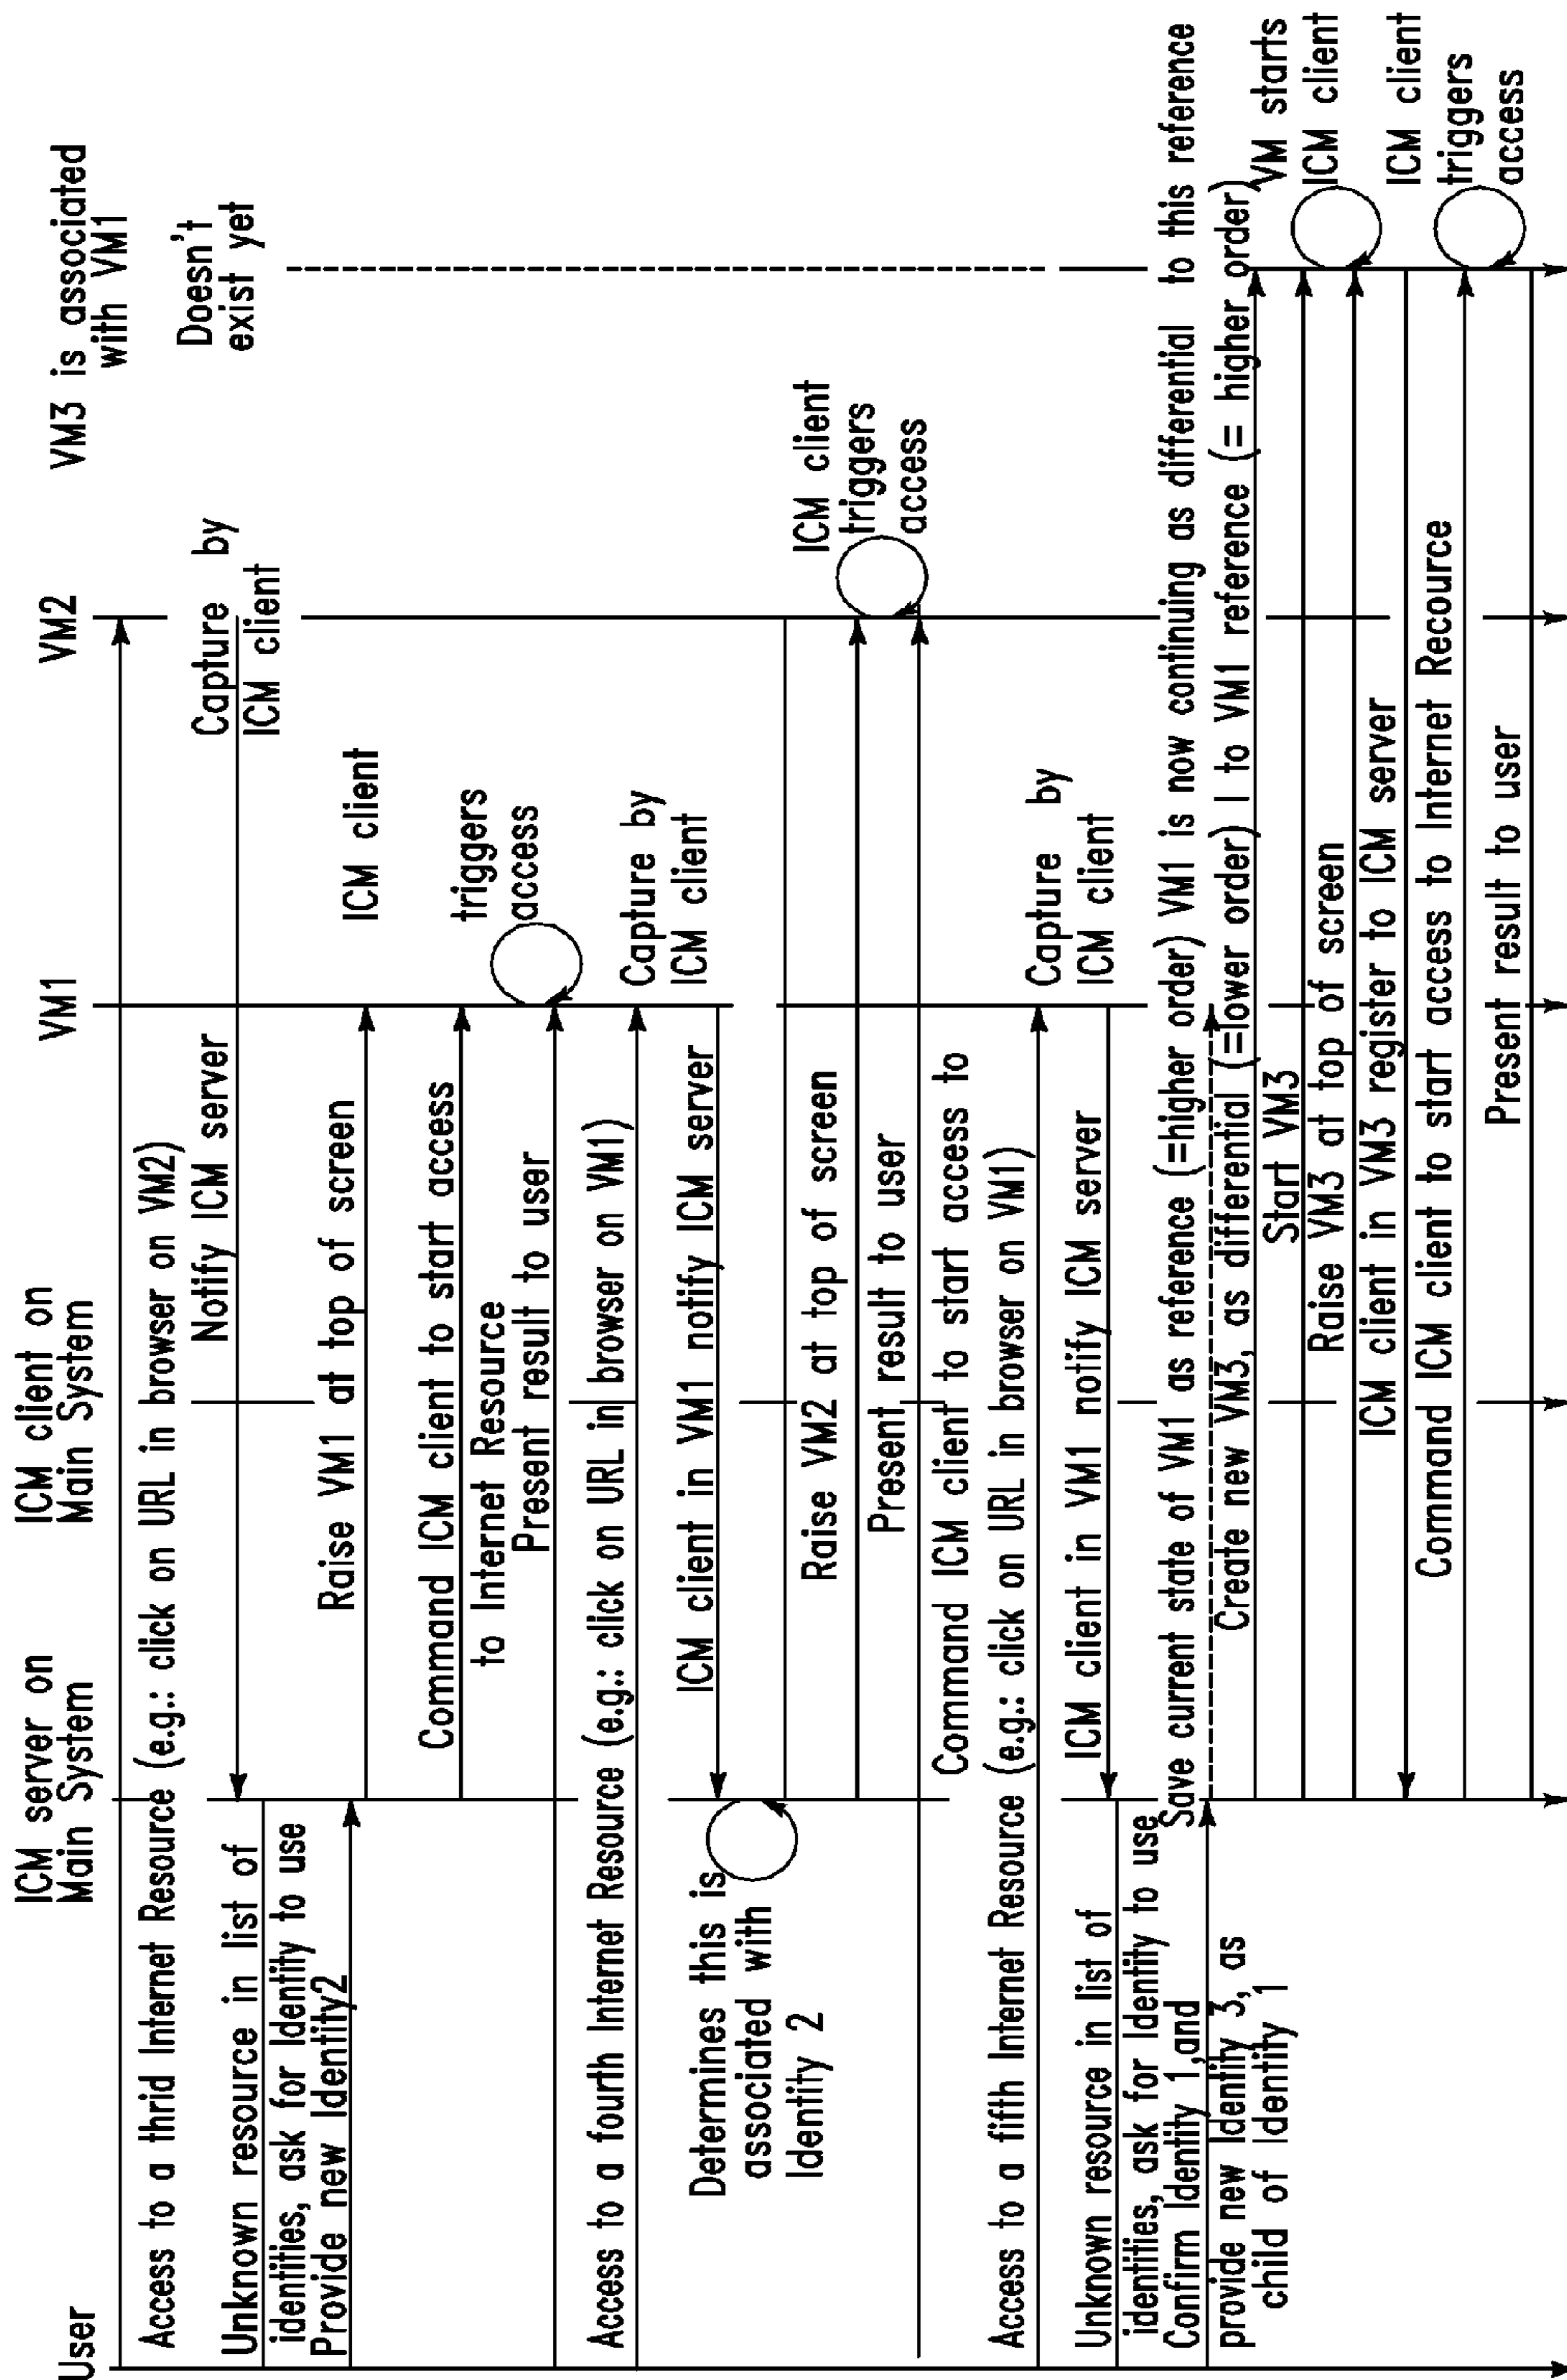 User
ICM server on
Main System
ICM client on
Main System
VM1
VM2
VM3 is associated
with VM1
Doesn't
exist yet
Access to a thrid Internet Resource (e.g.: click on URL in browser on VM2)
Capture by
ICM client
Notify ICM server
Unknown resource in list of
identities, ask for Identity to use
Provide new Identity2
Raise VM1 at top of screen
ICM client
triggers
access
Command ICM client to start access
to Internet Resource
Present result to user
Access to a fourth Internet Resource (e.g.: click on URL in browser on VM1)
Capture by
ICM client
ICM client in VM1 notify ICM server
Determines this is
associated with
Identity 2
Raise VM2 at top of screen
ICM client
triggers
access
Present result to user
Command ICM client to start access to
Access to a fifth Internet Resource (e.g.: click on URL in browser on VM1)
Capture by
ICM client
ICM client in VM1 notify ICM server
Unknown resource in list of
identities, ask for Identity to use
Confirm Identity 1,and
provide new Identity 3, as
child of Identity 1
Save current state of VM1 as reference (=higher order) VM1 is now continuing as differential to this reference
Create new VM3, as differential (=lower order) l to VM1 reference (= higher order)
Start VM3
VM starts
ICM client
Raise VM3 at top of screen
ICM client in VM3 register to ICM server
ICM client
triggers
access
Command ICM client to start access to Internet Recource
Present result to user